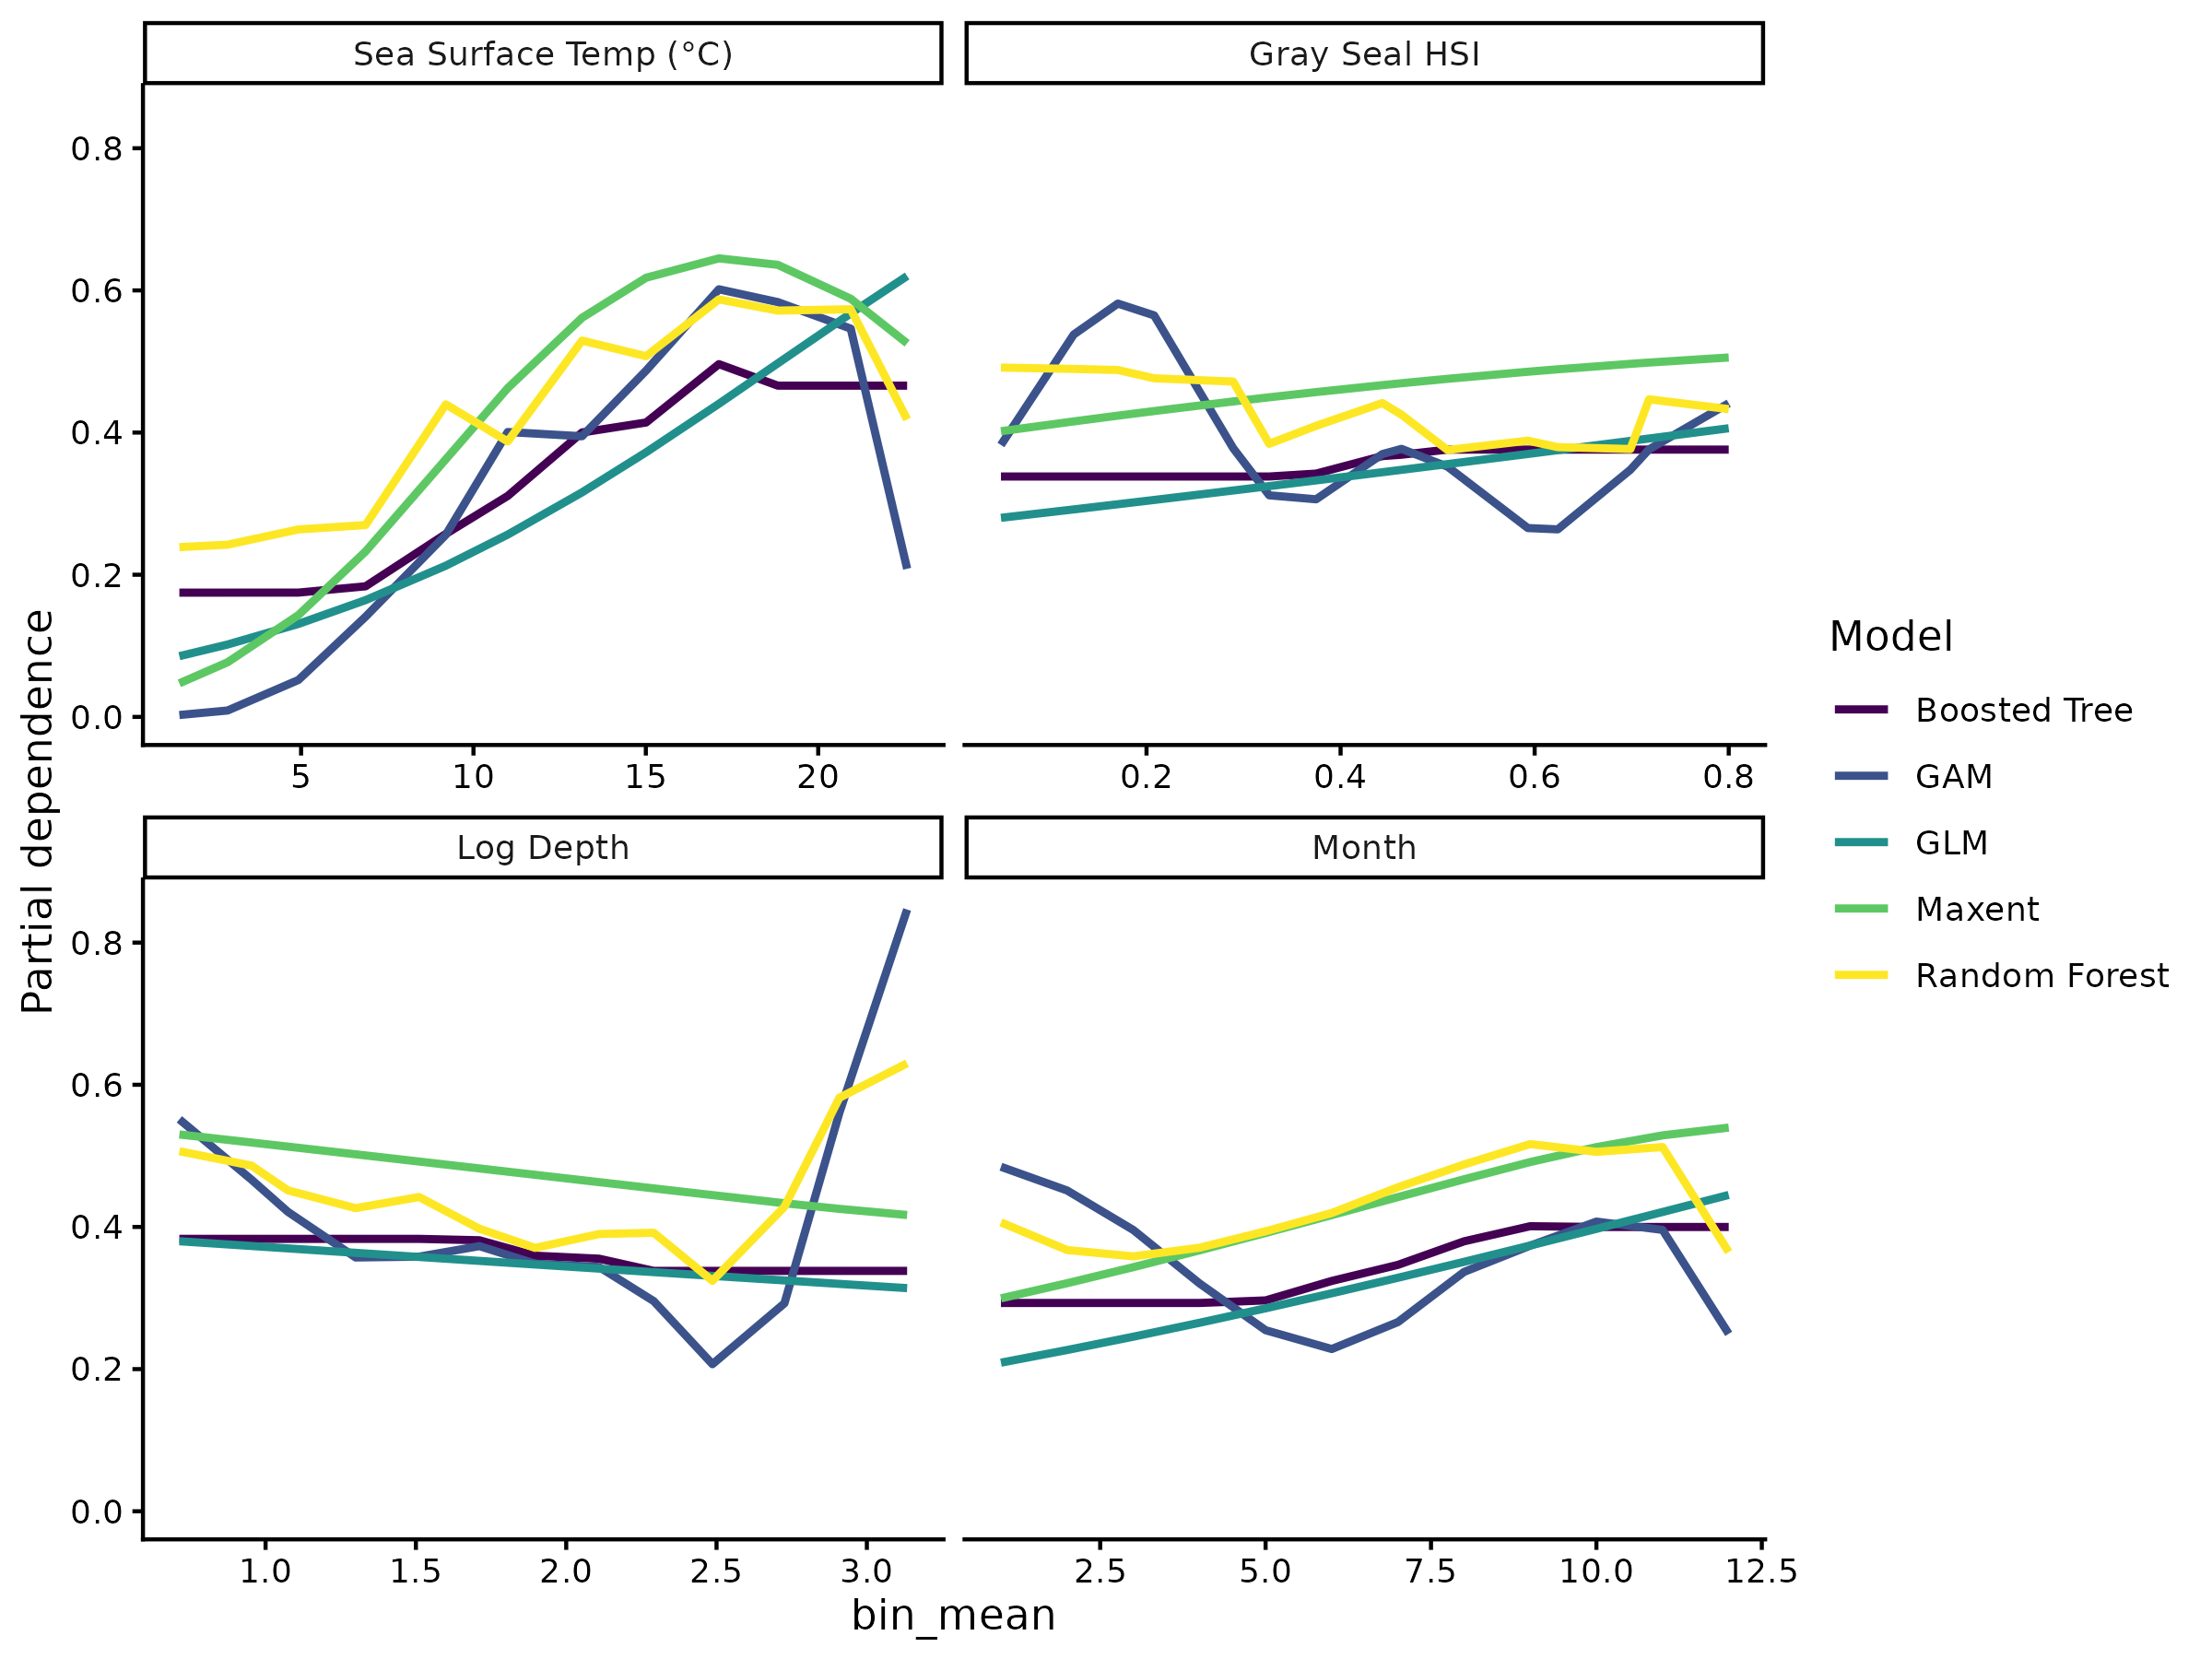 Sea Surface Temp (°C)
Gray Seal HSI
0.8
0.6
0.4
0.2
0.0
5 10 15 20
0.2 0.4 0.6 0.8
Log Depth
Month
0.8
0.6
0.4
0.2
0.0
1.0 1.5 2.0 2.5 3.0
2.5 5.0 7.5 10.0 12.5
bin_mean
Partial dependence
Model
Boosted Tree
GAM
GLM
Maxent
Random Forest